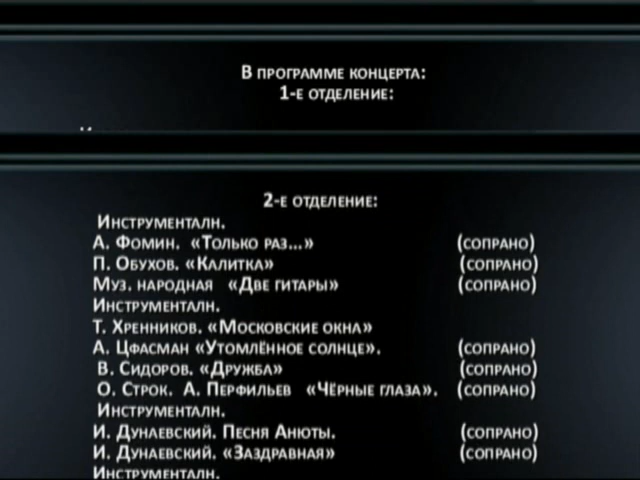 В программе концерта:
1-е отделение:
2-е отделение:
Инструменталн.
А. Фомин. «Только раз...» (сопрано)
П. Обухов. «Калитка» (сопрано)
Муз. народная «Две гитары» (сопрано)
Инструменталн.
Т. Хренников. «Московские окна»
А. Цфасман «Утомлённое солнце». (сопрано)
В. Сидоров. «Дружба» (сопрано)
О. Строк. А. Перфильев «Чёрные глаза». (сопрано)
Инструменталн.
И. Дунаевский. Песня Анюты. (сопрано)
И. Дунаевский. «Заздравная» (сопрано)
Инструменталн.